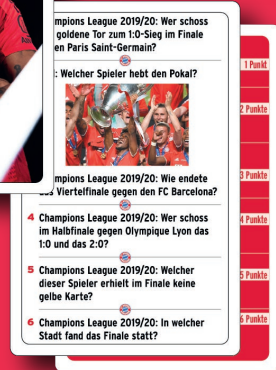 mpions League 2019/20: Wer schoss
goldene Tor zum 1:0-Sieg im Finale
en Paris Saint-Germain?
: Welcher Spieler hebt den Pokal?
mpions League 2019/20: Wie endete
Viertelfinale gegen den FC Barcelona?
4 Champions League 2019/20: Wer schoss
im Halbfinale gegen Olympique Lyon das
1:0 und das 2:0?
5 Champions League 2019/20: Welcher
dieser Spieler erhielt im Finale keine
gelbe Karte?
6 Champions League 2019/20: In welcher
Stadt fand das Finale statt?
1 Punkt
2 Punkte
3 Punkte
4 Punkte
5 Punkte
6 Punkte